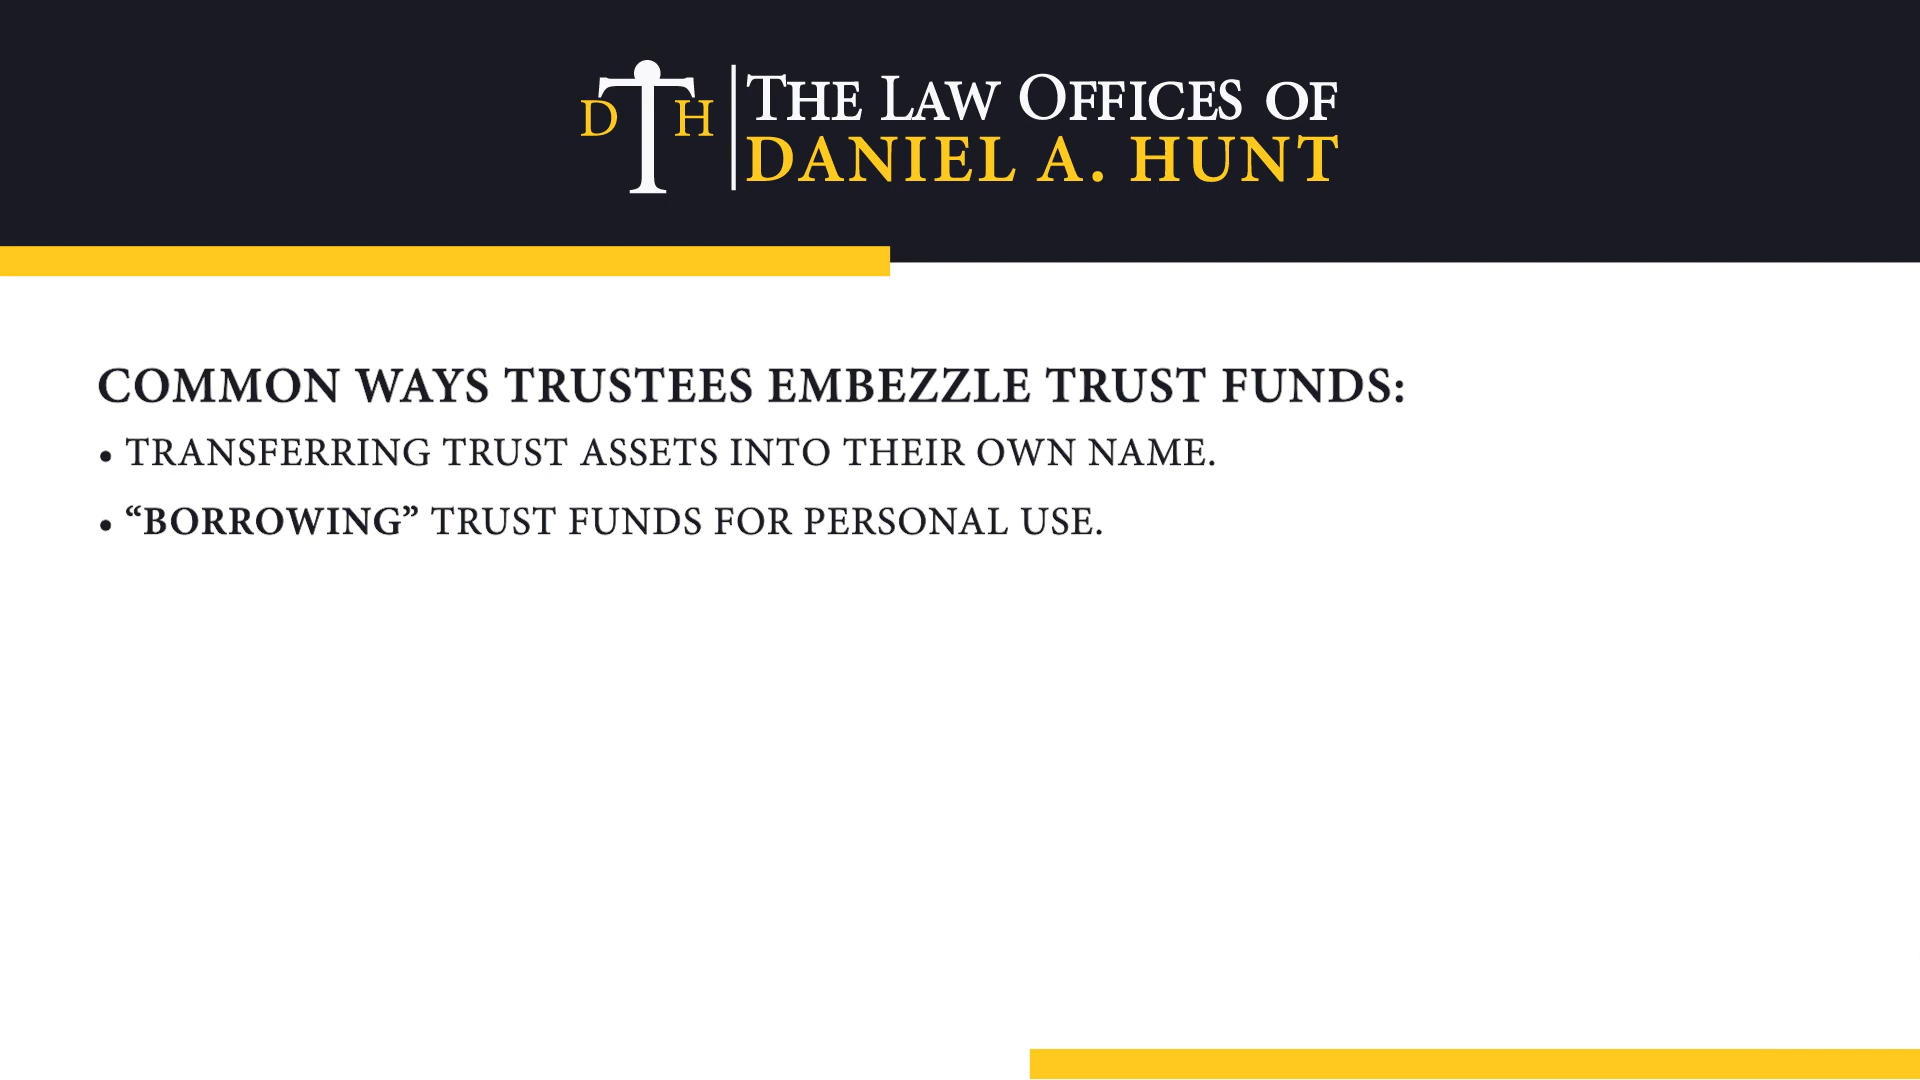 D H
THE LAW OFFICES OF
DANIEL A. HUNT
COMMON WAYS TRUSTEES EMBEZZLE TRUST FUNDS:
• TRANSFERRING TRUST ASSETS INTO THEIR OWN NAME.
• “BORROWING” TRUST FUNDS FOR PERSONAL USE.